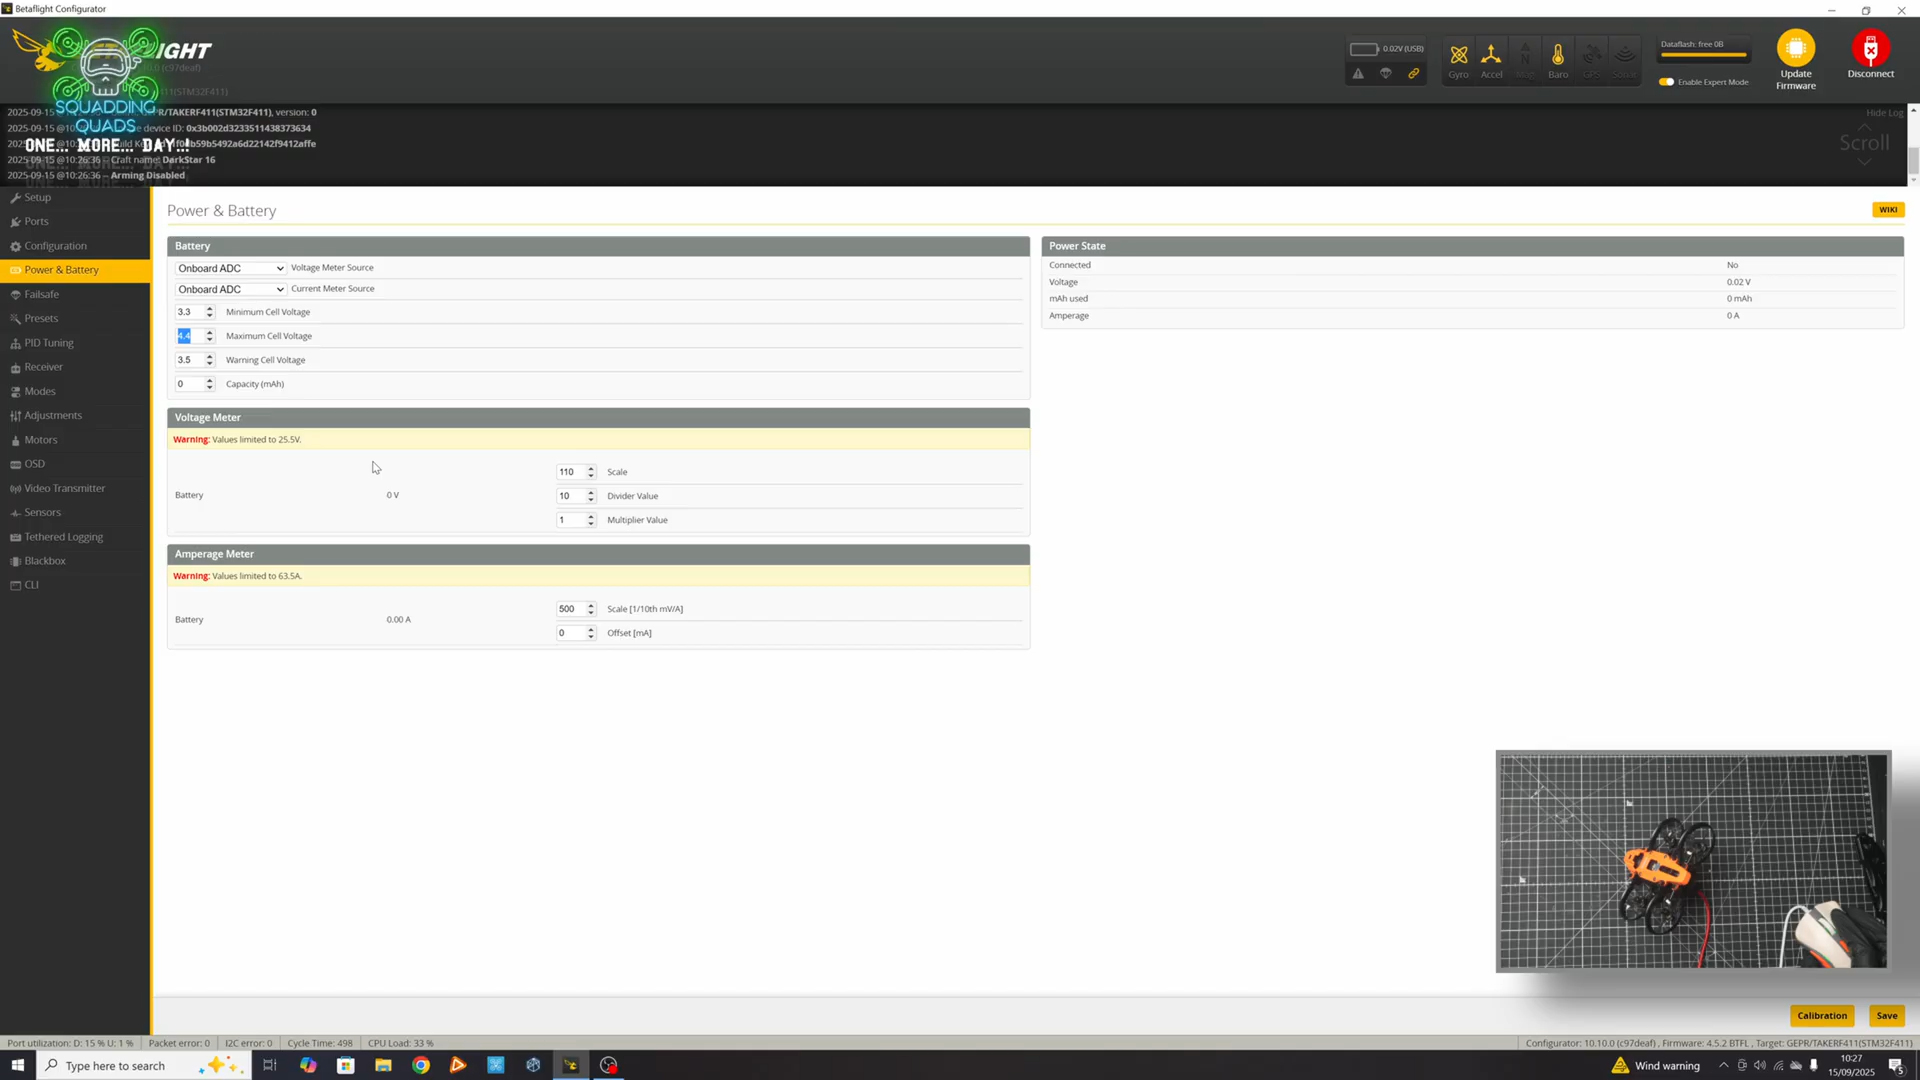 Betaflight Configurator
IGHT
0.0 (c97deaf)
411(STM32F411)
SQUADDING
QUADS
ONE... MORE... DAY!!
0.02V (USB)
Gyro
Accel
Mag
Baro
GPS
Sonar
Dataflash: free 0B
Enable Expert Mode
Update
Firmware
Disconnect
PR/TAKERF411(STM32F411), version: 0
e device ID: 0x3b002d3233511438373634
2025-09-15 @10:26:36 -- Craft name: DarkStar 16
2025-09-15 @10:26:36 -- Arming Disabled
Hide Log
Scroll
Setup
Ports
Configuration
Power & Battery
Failsafe
Presets
PID Tuning
Receiver
Modes
Adjustments
Motors
OSD
Video Transmitter
Sensors
Tethered Logging
Blackbox
CLI
Power & Battery
WIKI
Battery
Onboard ADC Voltage Meter Source
Onboard ADC Current Meter Source
3.3 Minimum Cell Voltage
4.4 Maximum Cell Voltage
3.5 Warning Cell Voltage
0 Capacity (mAh)
Power State
Connected No
Voltage 0.02 V
mAh used 0 mAh
Amperage 0 A
Voltage Meter
Warning: Values limited to 25.5V.
Battery 0 V
110 Scale
10 Divider Value
1 Multiplier Value
Amperage Meter
Warning: Values limited to 63.5A.
Battery 0.00 A
500 Scale [1/10th mV/A]
0 Offset [mA]
Calibration
Save
Port utilization: D: 15 % U: 1 %
Packet error: 0
I2C error: 0
Cycle Time: 498
CPU Load: 33 %
Configurator: 10.10.0 (c97deaf) , Firmware: 4.5.2 BTFL , Target: GEPR/TAKERF411(STM32F411)
Type here to search
Wind warning
10:27
15/09/2025
5